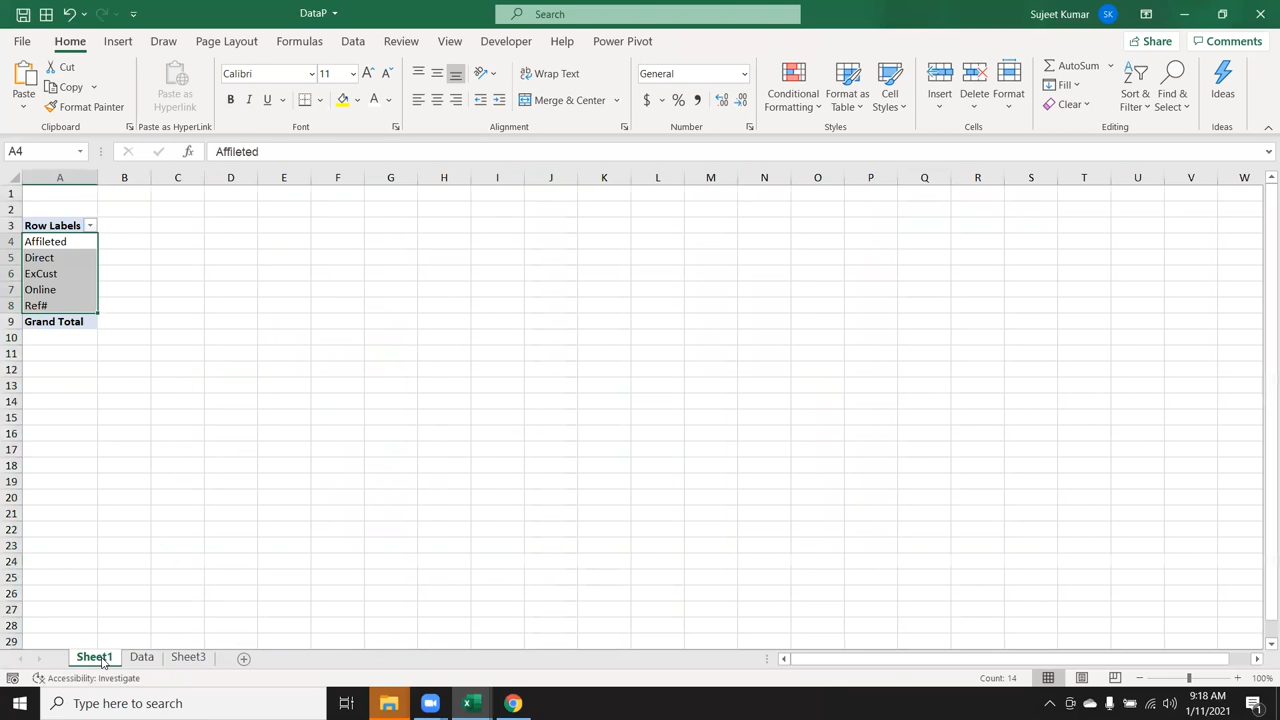 DataP
Search
Sujeet Kumar
SK
File Home Insert Draw Page Layout Formulas Data Review View Developer Help Power Pivot
Share
Comments
Paste
Cut
Copy
Format Painter
Clipboard
Paste as
Hyperlink
Paste as HyperLink
Calibri
11
B I U
Font
Wrap Text
Merge & Center
Alignment
General
$ % ,
Number
Conditional
Formatting
Format as
Table
Cell
Styles
Styles
Insert
Delete
Format
Cells
AutoSum
Fill
Clear
Sort &
Filter
Find &
Select
Editing
Ideas
Ideas
A4
fx
Affileted
A B C D E F G H I J K L M N O P Q R S T U V W
1
2
3 Row Labels
4 Affileted
5 Direct
6 ExCust
7 Online
8 Ref#
9 Grand Total
10
11
12
13
14
15
16
17
18
19
20
21
22
23
24
25
26
27
28
29
Sheet1 Data Sheet3
Accessibility: Investigate
Count: 14
100%
Type here to search
9:18 AM
1/11/2021